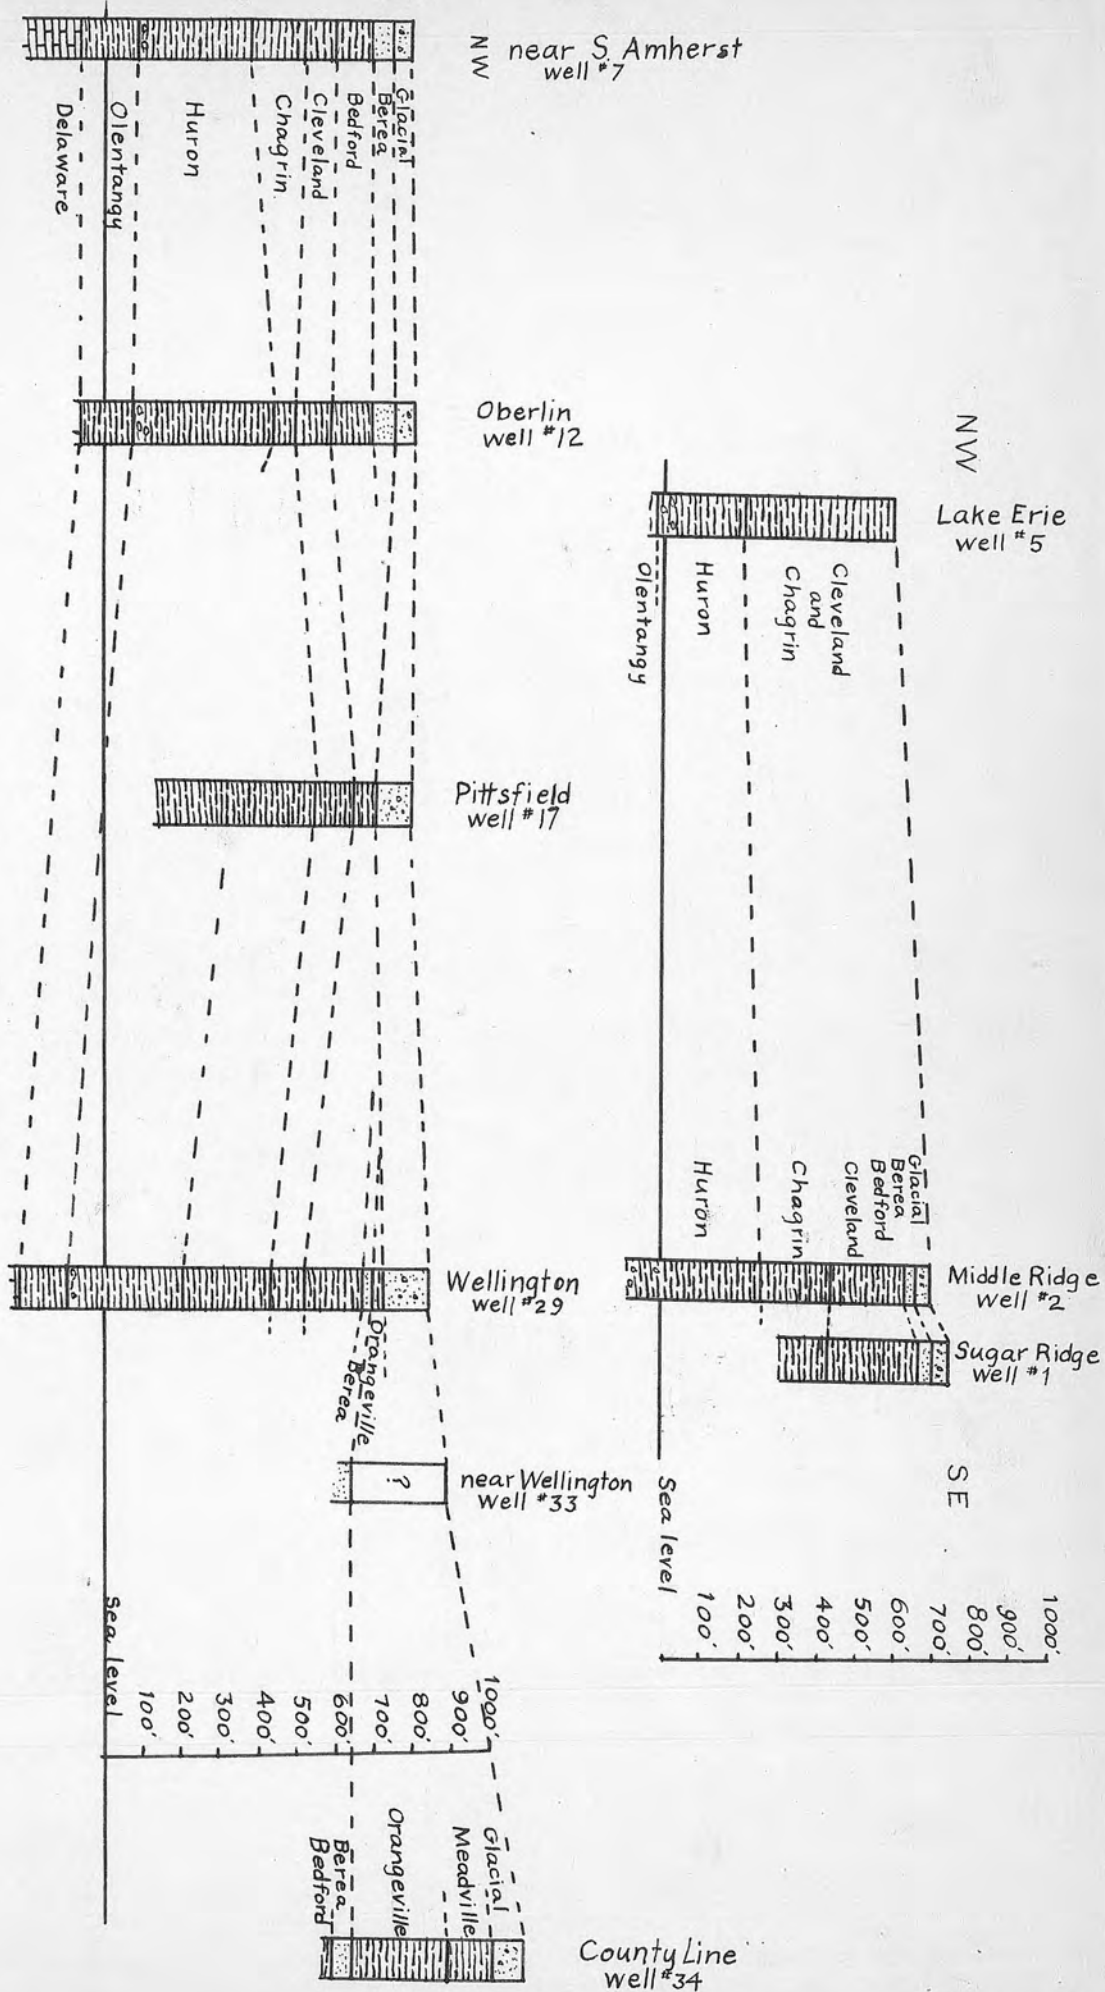 NW
near S. Amherst
well #7
Glacial
Berea
Bedford
Cleveland
Chagrin
Huron
Olentangy
Delaware
Oberlin
well #12
Pittsfield
well #17
Wellington
well #29
Orangeville
Berea
near Wellington
well #33
?
Sea level
100'
200'
300'
400'
500'
600'
700'
800'
900'
1000'
Glacial
Meadville
Orangeville
Berea
Bedford
County Line
well #34
NW
Lake Erie
well #5
Cleveland
and
Chagrin
Huron
Olentangy
Glacial
Berea
Bedford
Cleveland
Chagrin
Huron
Middle Ridge
well #2
Sugar Ridge
well #1
SE
Sea level
100'
200'
300'
400'
500'
600'
700'
800'
900'
1000'